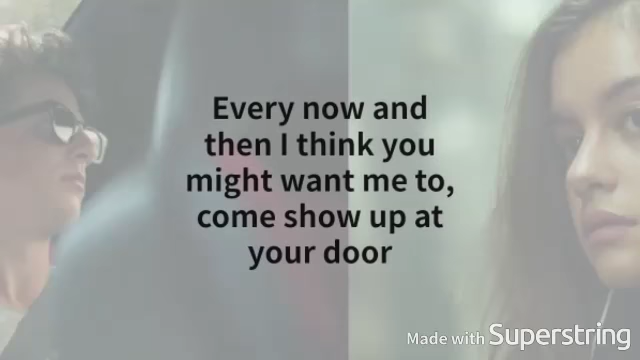 Every now and
then I think you
might want me to,
come show up at
your door
Made with Superstring